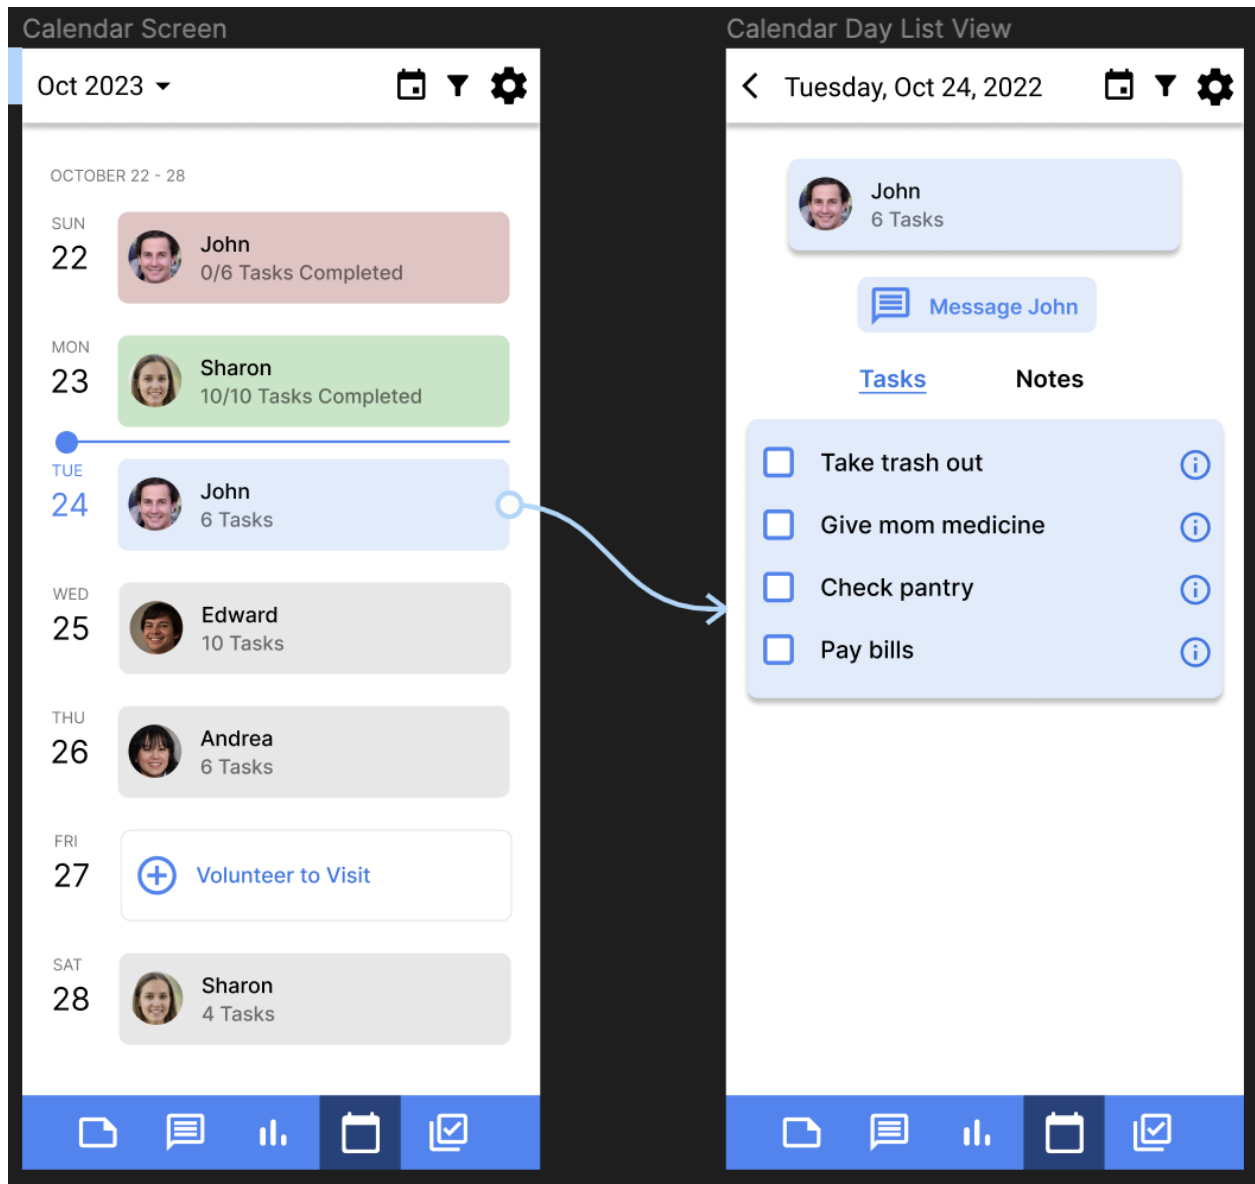 Calendar Screen
Oct 2023
OCTOBER 22 - 28
SUN
22
John
0/6 Tasks Completed
MON
23
Sharon
10/10 Tasks Completed
TUE
24
John
6 Tasks
WED
25
Edward
10 Tasks
THU
26
Andrea
6 Tasks
FRI
27
Volunteer to Visit
SAT
28
Sharon
4 Tasks
Calendar Day List View
Tuesday, Oct 24, 2022
John
6 Tasks
Message John
Tasks Notes
Take trash out
Give mom medicine
Check pantry
Pay bills